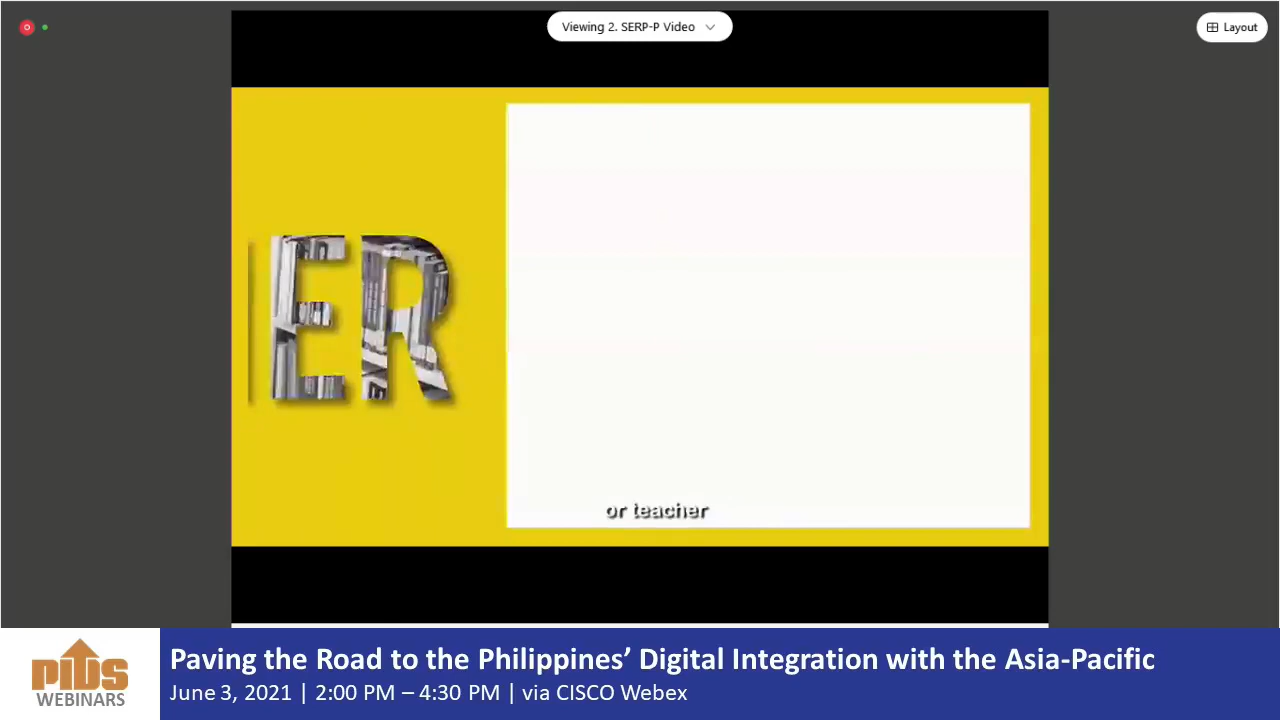 Viewing 2. SERP-P Video
Layout
ER
or teacher
PIDS
WEBINARS
Paving the Road to the Philippines’ Digital Integration with the Asia-Pacific
June 3, 2021 | 2:00 PM – 4:30 PM | via CISCO Webex